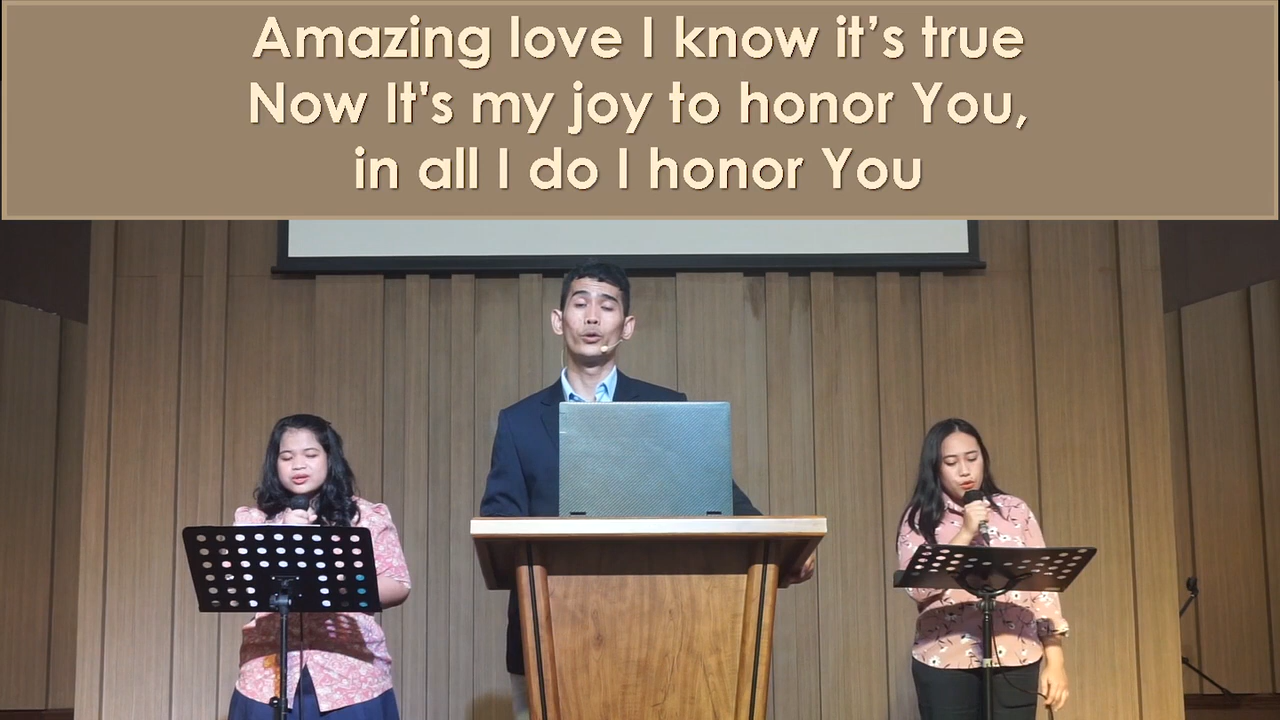 Amazing love I know it’s true
Now It's my joy to honor You,
in all I do I honor You